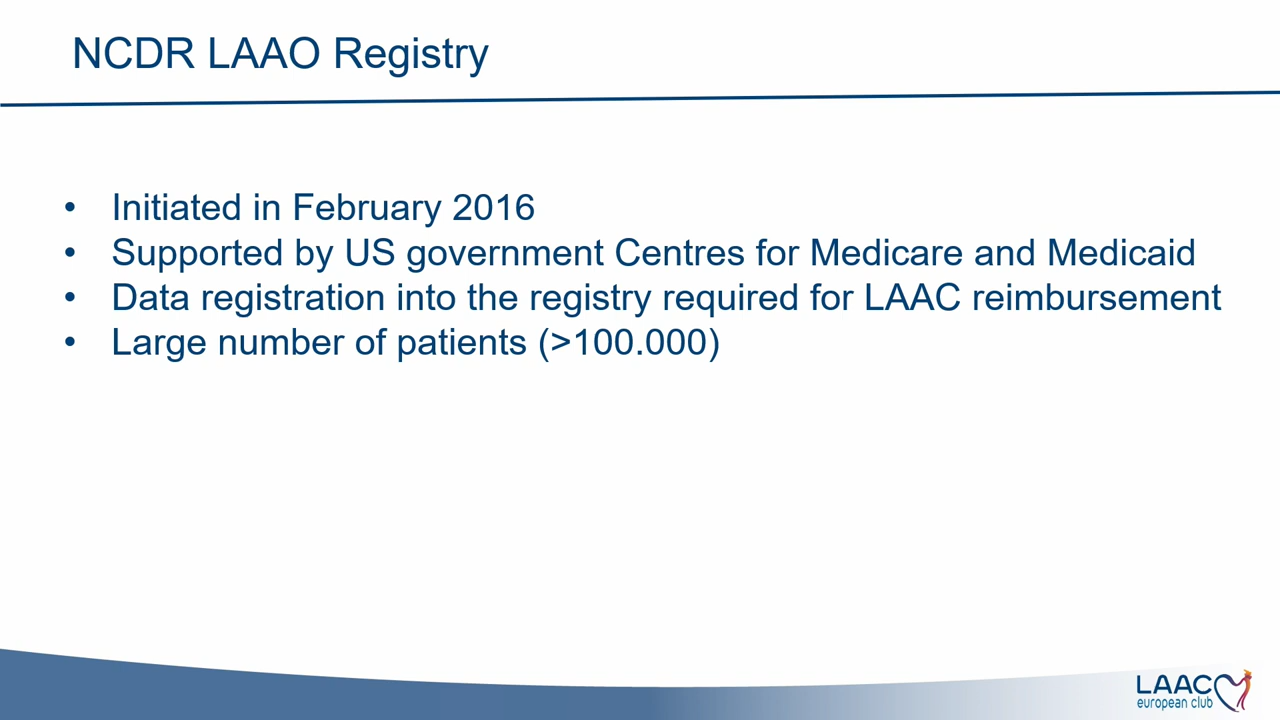 NCDR LAAO Registry
• Initiated in February 2016
• Supported by US government Centres for Medicare and Medicaid
• Data registration into the registry required for LAAC reimbursement
• Large number of patients (>100.000)
LAAC
european club